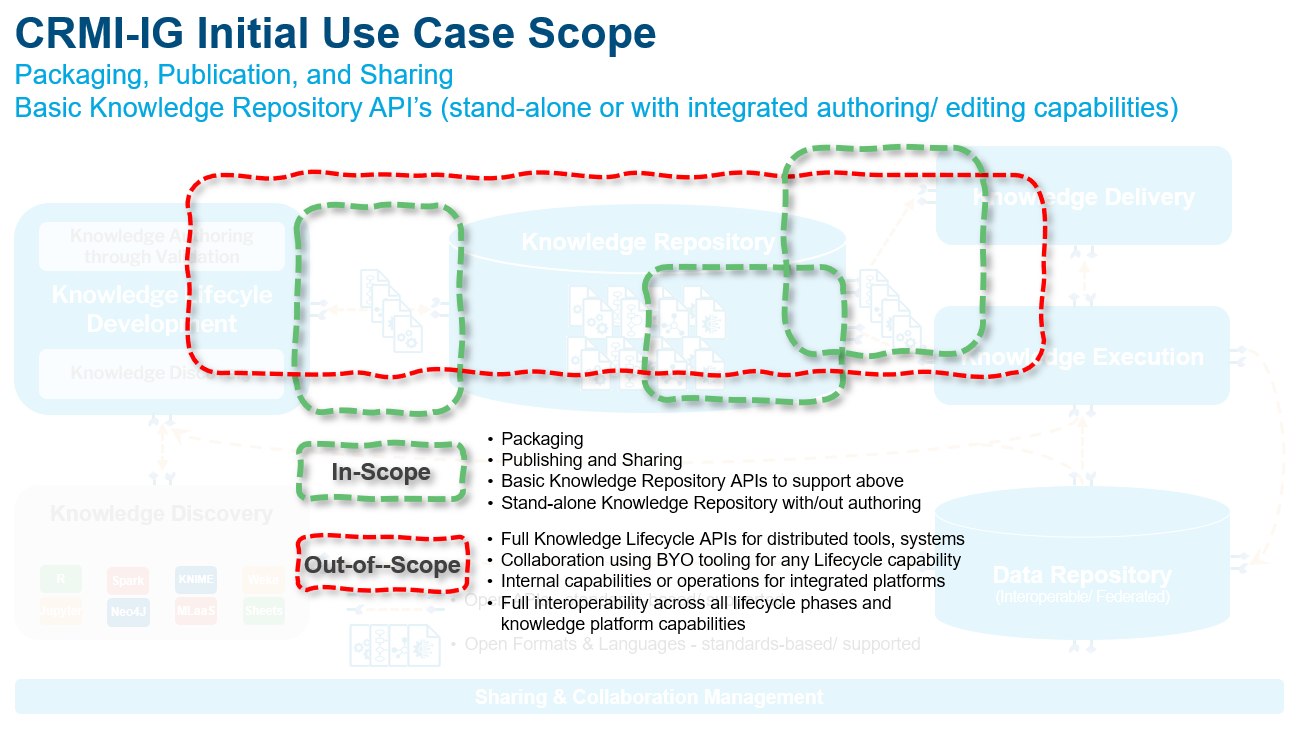 CRMI-IG Initial Use Case Scope
Packaging, Publication, and Sharing
Basic Knowledge Repository API’s (stand-alone or with integrated authoring/ editing capabilities)
Knowledge Authoring
through Validation
Knowledge Lifecyle
Development
Knowledge
Knowledge Repository
Knowledge Delivery
Knowledge Execution
In-Scope
• Packaging
• Publishing and Sharing
• Basic Knowledge Repository APIs to support above
• Stand-alone Knowledge Repository with/out authoring
Out-of--Scope
• Full Knowledge Lifecycle APIs for distributed tools, systems
• Collaboration using BYO tooling for any Lifecycle capability
• Internal capabilities or operations for integrated platforms
• Full interoperability across all lifecycle phases and
knowledge platform capabilities
• Open
• Open Formats & Languages - standards-based/ supported
Knowledge Discovery
R
Spark
KNIME
Weka
Jupyter
Neo4J
MLaaS
Sheets
Data Repository
(Interoperable/ Federated)
Sharing & Collaboration Management